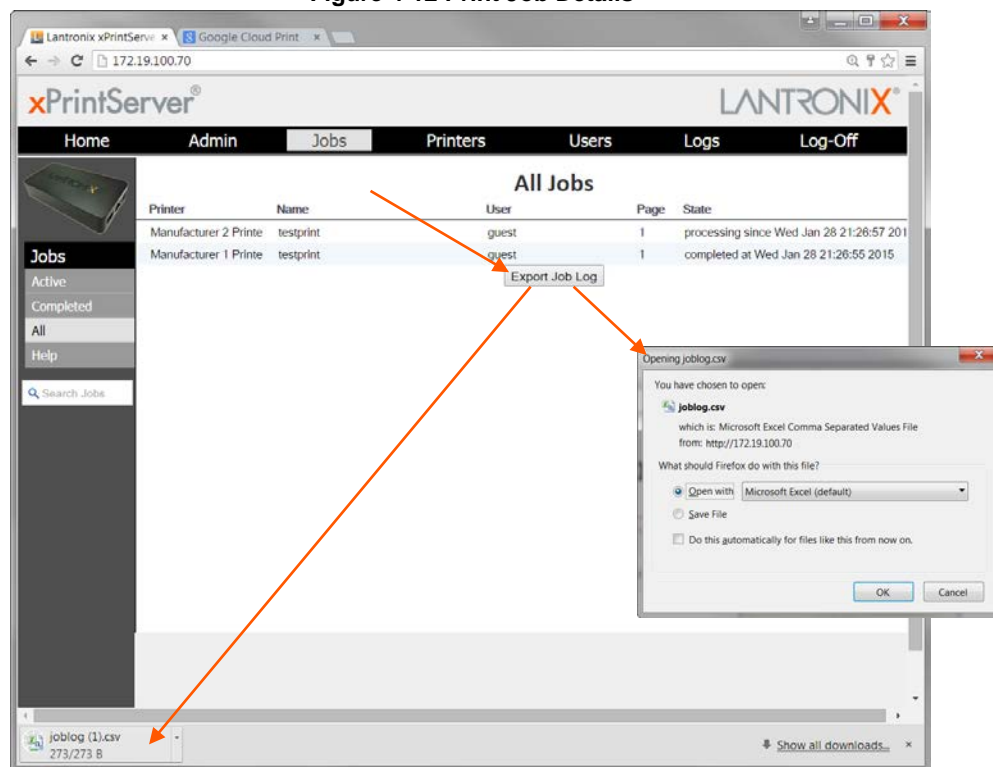 Figure 4-12 Print Job Details
Lantronix xPrintServe
Google Cloud Print
172.19.100.70
xPrintServer®
LANTRONIX®
Home Admin Jobs Printers Users Logs Log-Off
All Jobs
Printer Name User Page State
Manufacturer 2 Printe testprint guest 1 processing since Wed Jan 28 21:26:57 201
Manufacturer 1 Printe testprint guest 1 completed at Wed Jan 28 21:26:55 2015
Export Job Log
Jobs
Active
Completed
All
Help
Search Jobs
Opening joblog.csv
You have chosen to open:
joblog.csv
which is: Microsoft Excel Comma Separated Values File
from: http://172.19.100.70
What should Firefox do with this file?
Open with Microsoft Excel (default)
Save File
Do this automatically for files like this from now on.
OK Cancel
joblog (1).csv
273/273 B
Show all downloads...